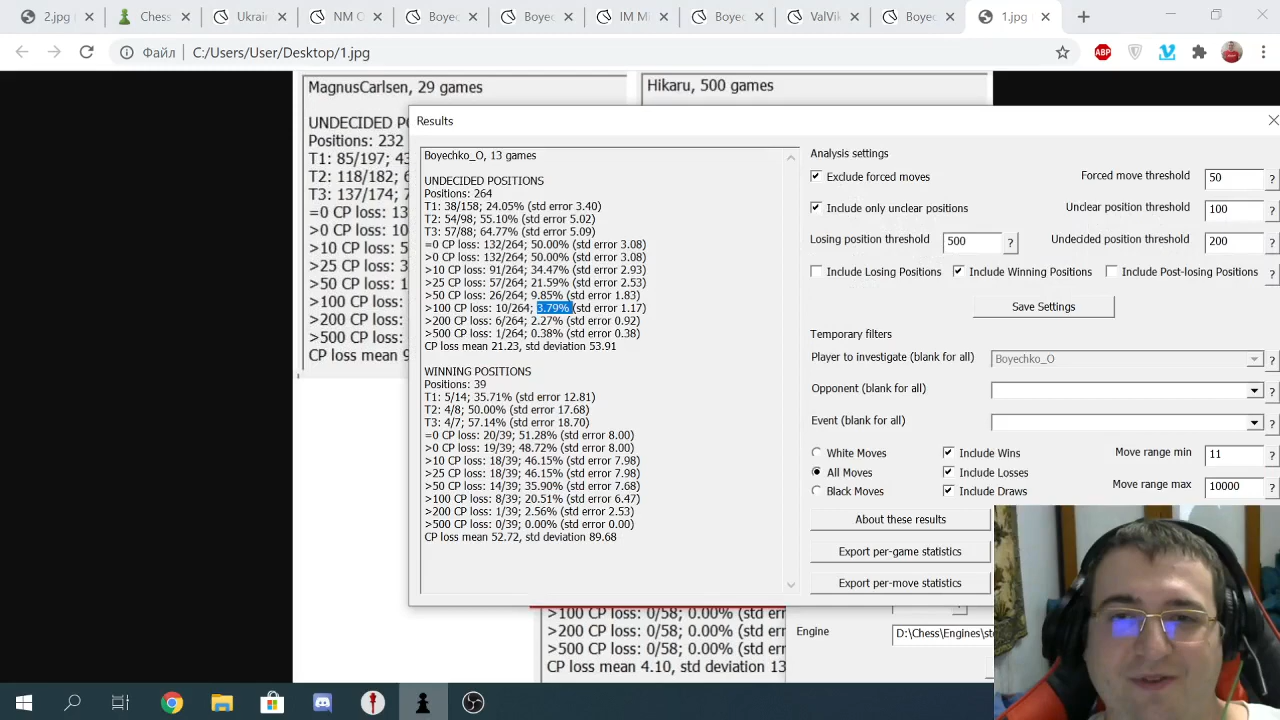 2.jpg
Chess
Ukrain
NM C
Boyec
Boye
IM Mi
Boyec
ValVik
Boyec
1.jpg
Файл
C:/Users/User/Desktop/1.jpg
ABP
MagnusCarlsen, 29 games
UNDECIDED PO
Positions: 232
T1: 85/197; 43
T2: 118/182; 6
T3: 137/174; 7
=0 CP loss: 13
>0 CP loss: 10
>10 CP loss: 5
>25 CP loss: 2
>50 CP loss: 1
>100 CP loss:
>200 CP loss:
>500 CP loss:
CP loss mean 9
Hikaru, 500 games
Results
Boyechko_O, 13 games
UNDECIDED POSITIONS
Positions: 264
T1: 38/158; 24.05% (std error 3.40)
T2: 54/98; 55.10% (std error 5.02)
T3: 57/98; 64.77% (std error 5.09)
=0 CP loss: 132/264; 50.00% (std error 3.08)
>0 CP loss: 132/264; 50.00% (std error 3.08)
>10 CP loss: 91/264; 34.47% (std error 2.93)
>25 CP loss: 57/264; 21.59% (std error 2.53)
>50 CP loss: 26/264; 9.85% (std error 1.83)
>100 CP loss: 10/264; 3.79% (std error 1.17)
>200 CP loss: 6/264; 2.27% (std error 0.92)
>500 CP loss: 1/264; 0.38% (std error 0.38)
CP loss mean 21.23, std deviation 53.91
WINNING POSITIONS
Positions: 39
T1: 5/14; 35.71% (std error 12.81)
T2: 4/8; 50.00% (std error 17.68)
T3: 4/7; 57.14% (std error 18.70)
=0 CP loss: 20/39; 51.28% (std error 8.00)
>0 CP loss: 19/39; 48.72% (std error 8.00)
>10 CP loss: 18/39; 46.15% (std error 7.98)
>25 CP loss: 18/39; 46.15% (std error 7.98)
>50 CP loss: 14/39; 35.90% (std error 7.68)
>100 CP loss: 8/39; 20.51% (std error 6.47)
>200 CP loss: 1/39; 2.56% (std error 2.53)
>500 CP loss: 0/39; 0.00% (std error 0.00)
CP loss mean 52.72, std deviation 89.68
Analysis settings
Exclude forced moves
Forced move threshold 50 ?
Include only unclear positions
Unclear position threshold 100 ?
Losing position threshold 500 ?
Undecided position threshold 200 ?
Include Losing Positions
Include Winning Positions
Include Post-losing Positions ?
Save Settings
Temporary filters
Player to investigate (blank for all) Boyechko_O ?
Opponent (blank for all) ?
Event (blank for all) ?
White Moves
Include Wins
Move range min 11 ?
All Moves
Include Losses
Move range max 10000 ?
Black Moves
Include Draws
About these results
Export per-game statistics
Export per-move statistics
>100 CP loss: 0/58; 0.00% (std err
>200 CP loss: 0/58; 0.00% (std err
>500 CP loss: 0/58; 0.00% (std err
CP loss mean 4.10, std deviation 13
Engine
D:\Chess\Engines\sto